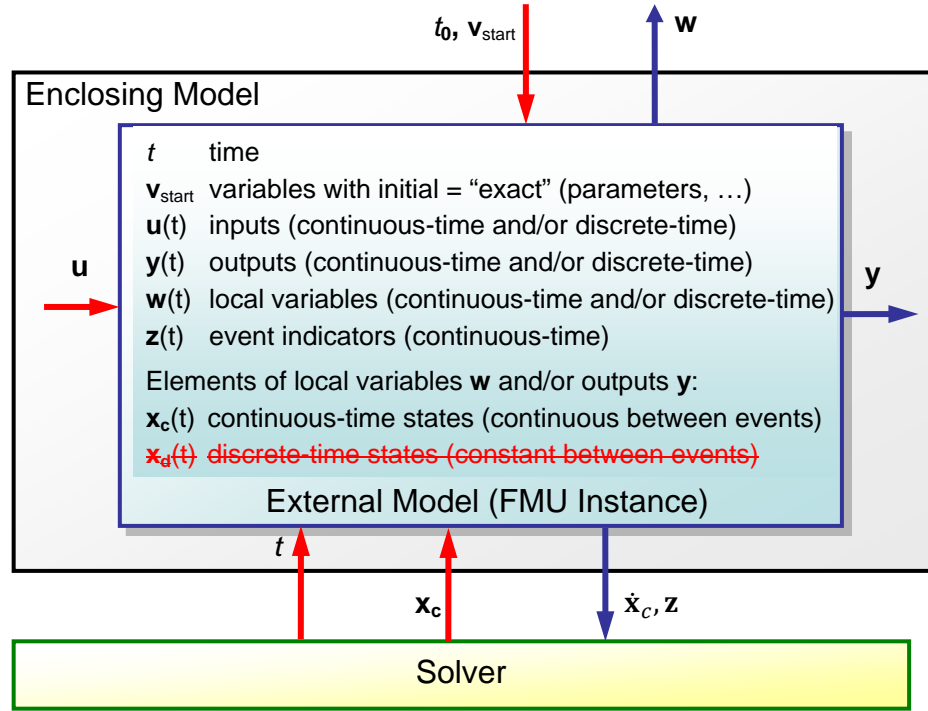 t0, vstart
w
Enclosing Model
t time
vstart variables with initial = “exact” (parameters, …)
u(t) inputs (continuous-time and/or discrete-time)
u
y(t) outputs (continuous-time and/or discrete-time)
y
w(t) local variables (continuous-time and/or discrete-time)
z(t) event indicators (continuous-time)
Elements of local variables w and/or outputs y:
xc(t) continuous-time states (continuous between events)
xd(t) discrete-time states (constant between events)
External Model (FMU Instance)
t
xc
ẋc, z
Solver